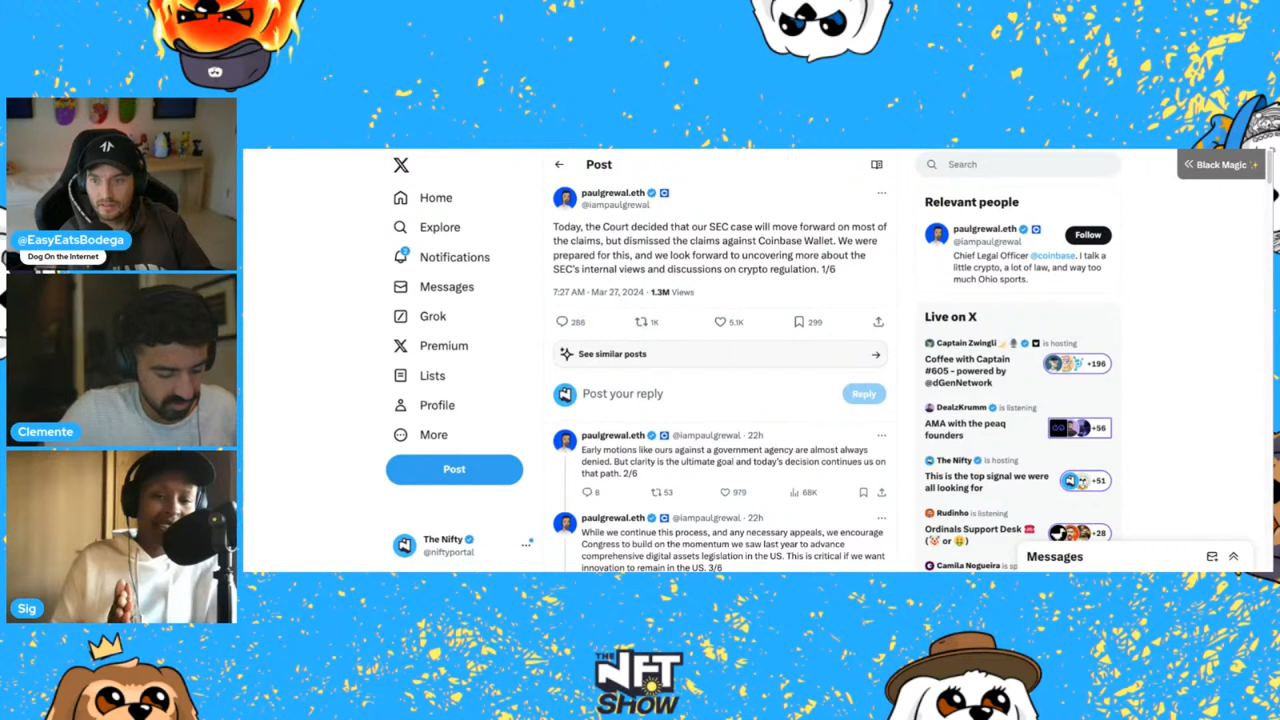 @EasyEatsBodega
Dog On the Internet
Clemente
Sig
Home
Explore
2
Notifications
Messages
Grok
Premium
Lists
Profile
More
Post
The Nifty
@niftyportal
Post
paulgrewal.eth
@iampaulgrewal
Today, the Court decided that our SEC case will move forward on most of
the claims, but dismissed the claims against Coinbase Wallet. We were
prepared for this, and we look forward to uncovering more about the
SEC's internal views and discussions on crypto regulation. 1/6
7:27 AM · Mar 27, 2024 · 1.3M Views
286 1K 5.1K 299
See similar posts
Post your reply
Reply
paulgrewal.eth @iampaulgrewal · 22h
Early motions like ours against a government agency are almost always
denied. But clarity is the ultimate goal and today's decision continues us on
that path. 2/6
8 53 979 68K
paulgrewal.eth @iampaulgrewal · 22h
While we continue this process, and any necessary appeals, we encourage
Congress to build on the momentum we saw last year to advance
comprehensive digital assets legislation in the US. This is critical if we want
innovation to remain in the US. 3/6
Search
Black Magic
Relevant people
paulgrewal.eth
@iampaulgrewal
Follow
Chief Legal Officer @coinbase. I talk a
little crypto, a lot of law, and way too
much Ohio sports.
Live on X
Captain Zwingli is hosting
Coffee with Captain
#605 - powered by
@dGenNetwork
+196
DealzKrumm is listening
AMA with the peaq
founders
+56
The Nifty is hosting
This is the top signal we were
all looking for
+51
Rudinho is listening
Ordinals Support Desk
( or )
+28
Camila Nogueira is sp
Messages
THE
NFT
SHOW